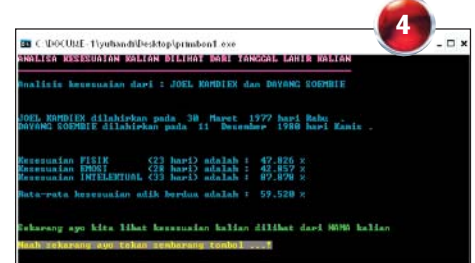 4
C:\DOCUME~1\yuhandi\Desktop\primbon1.exe
ANALISA KESESUAIAN KALIAN DILIHAT DARI TANGGAL LAHIR KALIAN
Analisis kesesuaian dari : JOEL KAMDIEX dan DAYANG SOEMBIE
JOEL KAMDIEX dilahirkan pada 30 Maret 1977 hari Rabu .
DAYANG SOEMBIE dilahirkan pada 11 Desember 1980 hari Kamis .
Kesesuaian FISIK (23 hari) adalah : 47.826 %
Kesesuaian EMOSI (28 hari) adalah : 42.857 %
Kesesuaian INTELEKTUAL (33 hari) adalah : 87.878 %
Rata-rata kesesuaian adik berdua adalah : 59.520 %
Sekarang ayo kita lihat kesesuaian kalian dilihat dari NAMA kalian
Naah sekarang ayo tekan sembarang tombol ...!